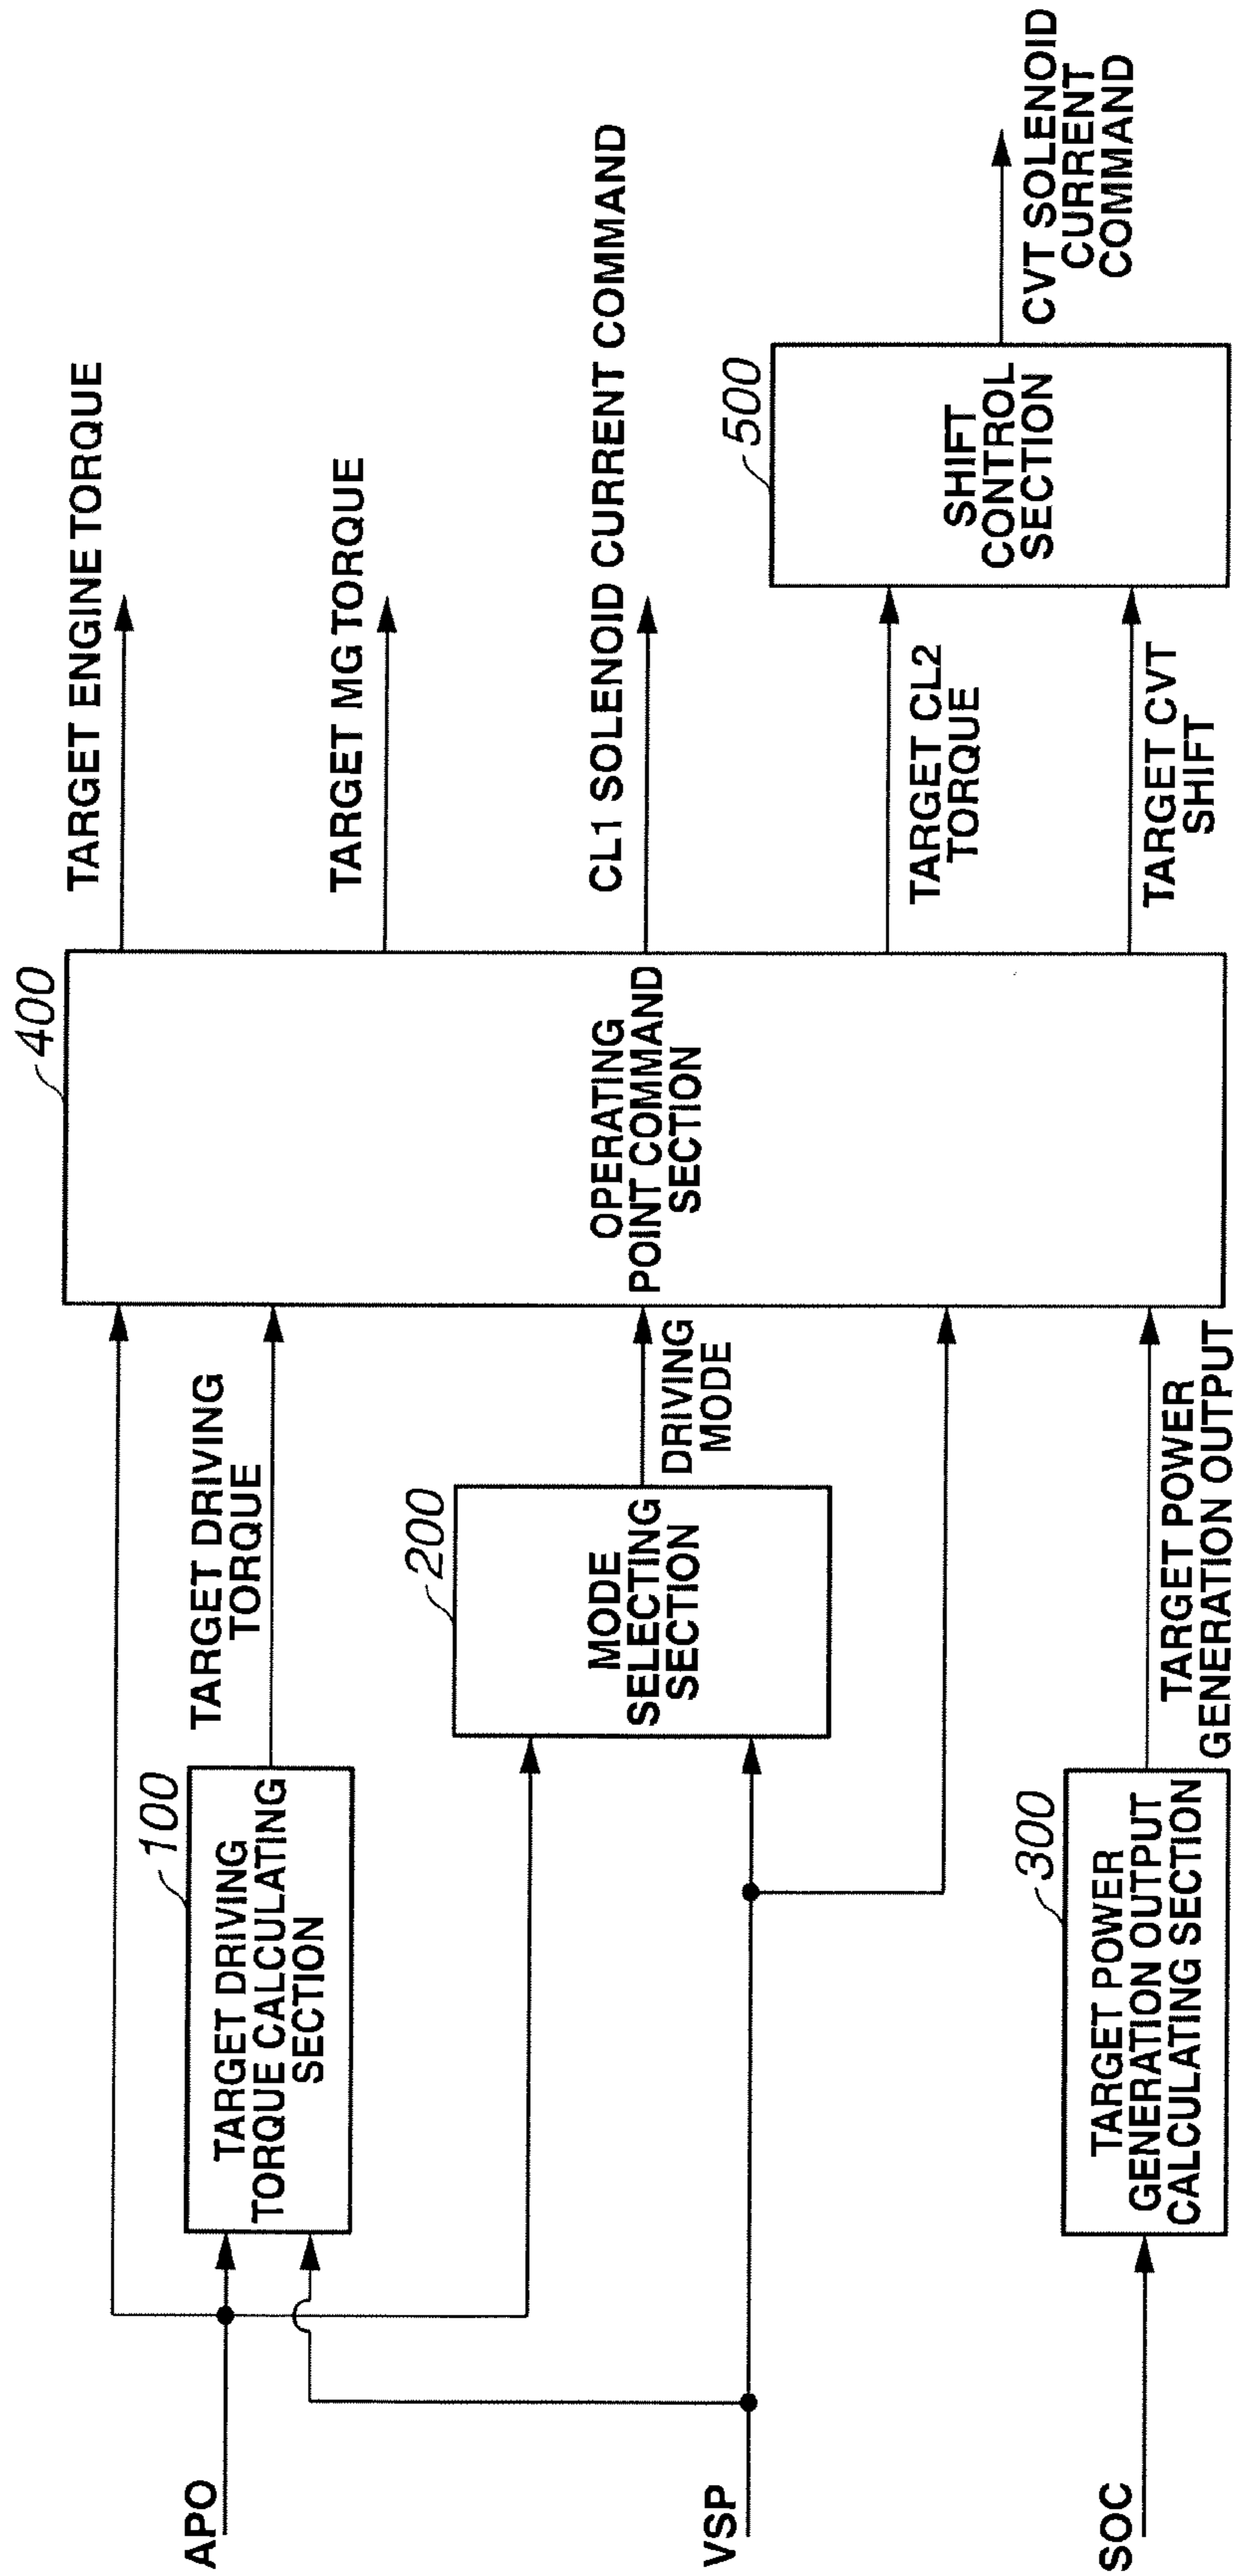 APO
VSP
SOC
100
TARGET DRIVING
TORQUE CALCULATING
SECTION
TARGET DRIVING
TORQUE
200
MODE
SELECTING
SECTION
DRIVING
MODE
300
TARGET POWER
GENERATION OUTPUT
CALCULATING SECTION
TARGET POWER
GENERATION OUTPUT
400
OPERATING
POINT COMMAND
SECTION
TARGET ENGINE TORQUE
TARGET MG TORQUE
CL1 SOLENOID CURRENT COMMAND
TARGET CL2
TORQUE
TARGET CVT
SHIFT
500
SHIFT
CONTROL
SECTION
CVT SOLENOID
CURRENT
COMMAND